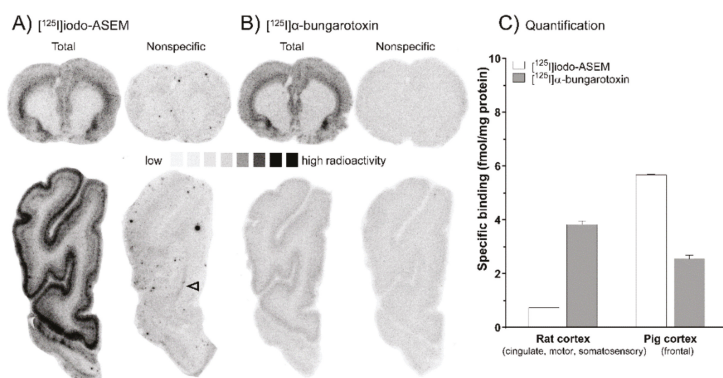 A) [¹²⁵I]iodo-ASEM
Total
Nonspecific
B) [¹²⁵I]α-bungarotoxin
Total
Nonspecific
low
high radioactivity
C) Quantification
Specific binding (fmol/mg protein)
10
8
6
4
2
0
[¹²⁵I]iodo-ASEM
[¹²⁵I]α-bungarotoxin
Rat cortex
(cingulate, motor, somatosensory)
Pig cortex
(frontal)